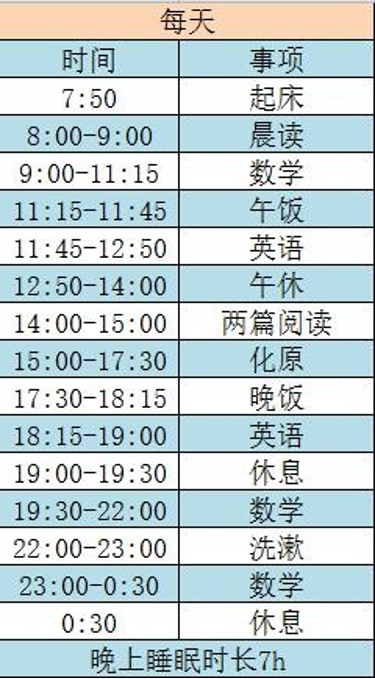 每天
时间 事项
7:50 起床
8:00-9:00 晨读
9:00-11:15 数学
11:15-11:45 午饭
11:45-12:50 英语
12:50-14:00 午休
14:00-15:00 两篇阅读
15:00-17:30 化原
17:30-18:15 晚饭
18:15-19:00 英语
19:00-19:30 休息
19:30-22:00 数学
22:00-23:00 洗漱
23:00-0:30 数学
0:30 休息
晚上睡眠时长7h